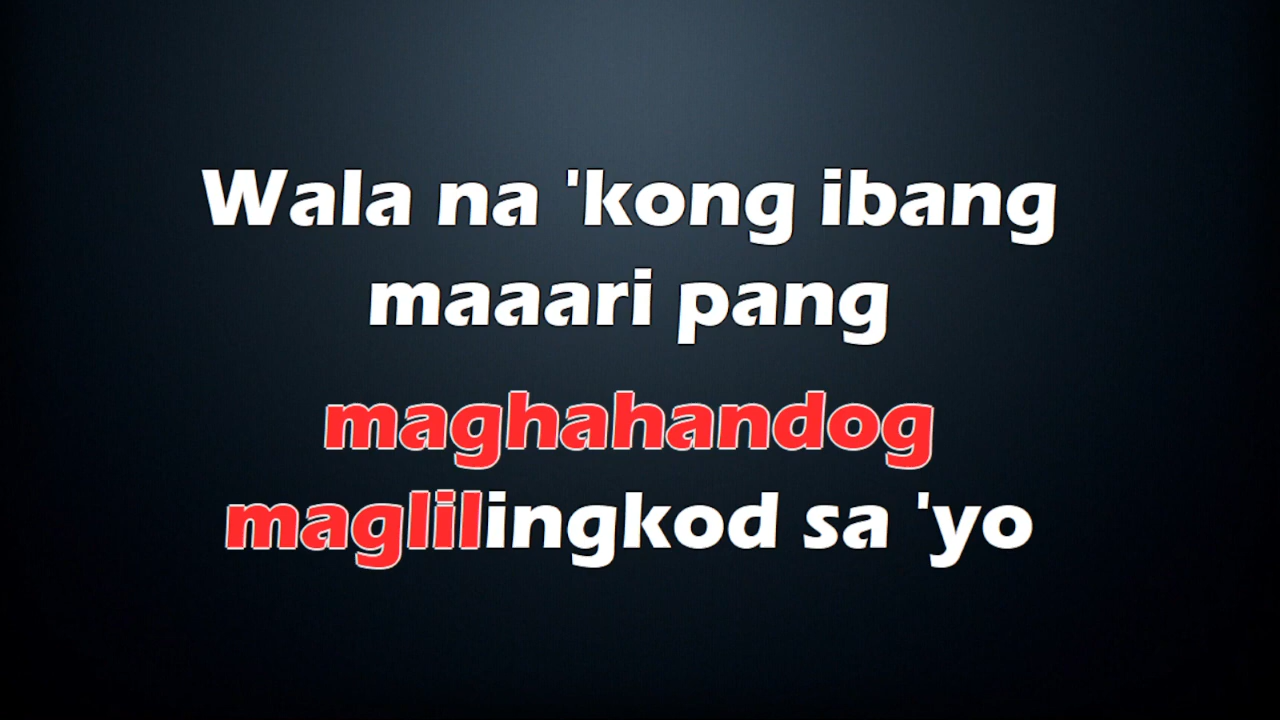 Wala na 'kong ibang
maaari pang
maghahandog
maglilingkod sa 'yo